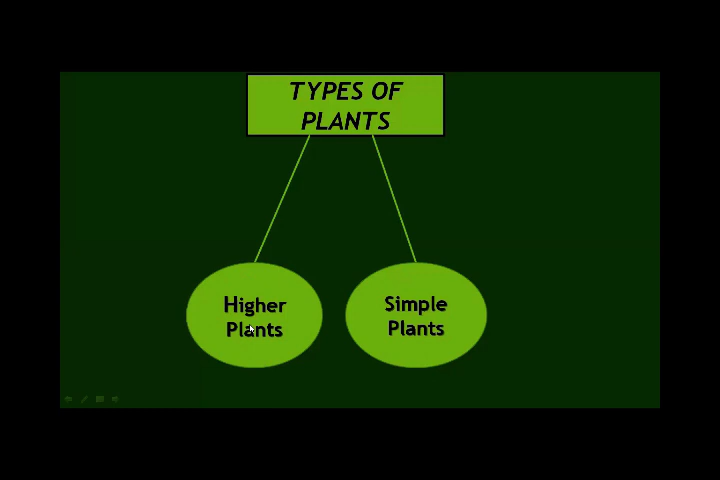 TYPES OF
PLANTS
Higher
Plants
Simple
Plants